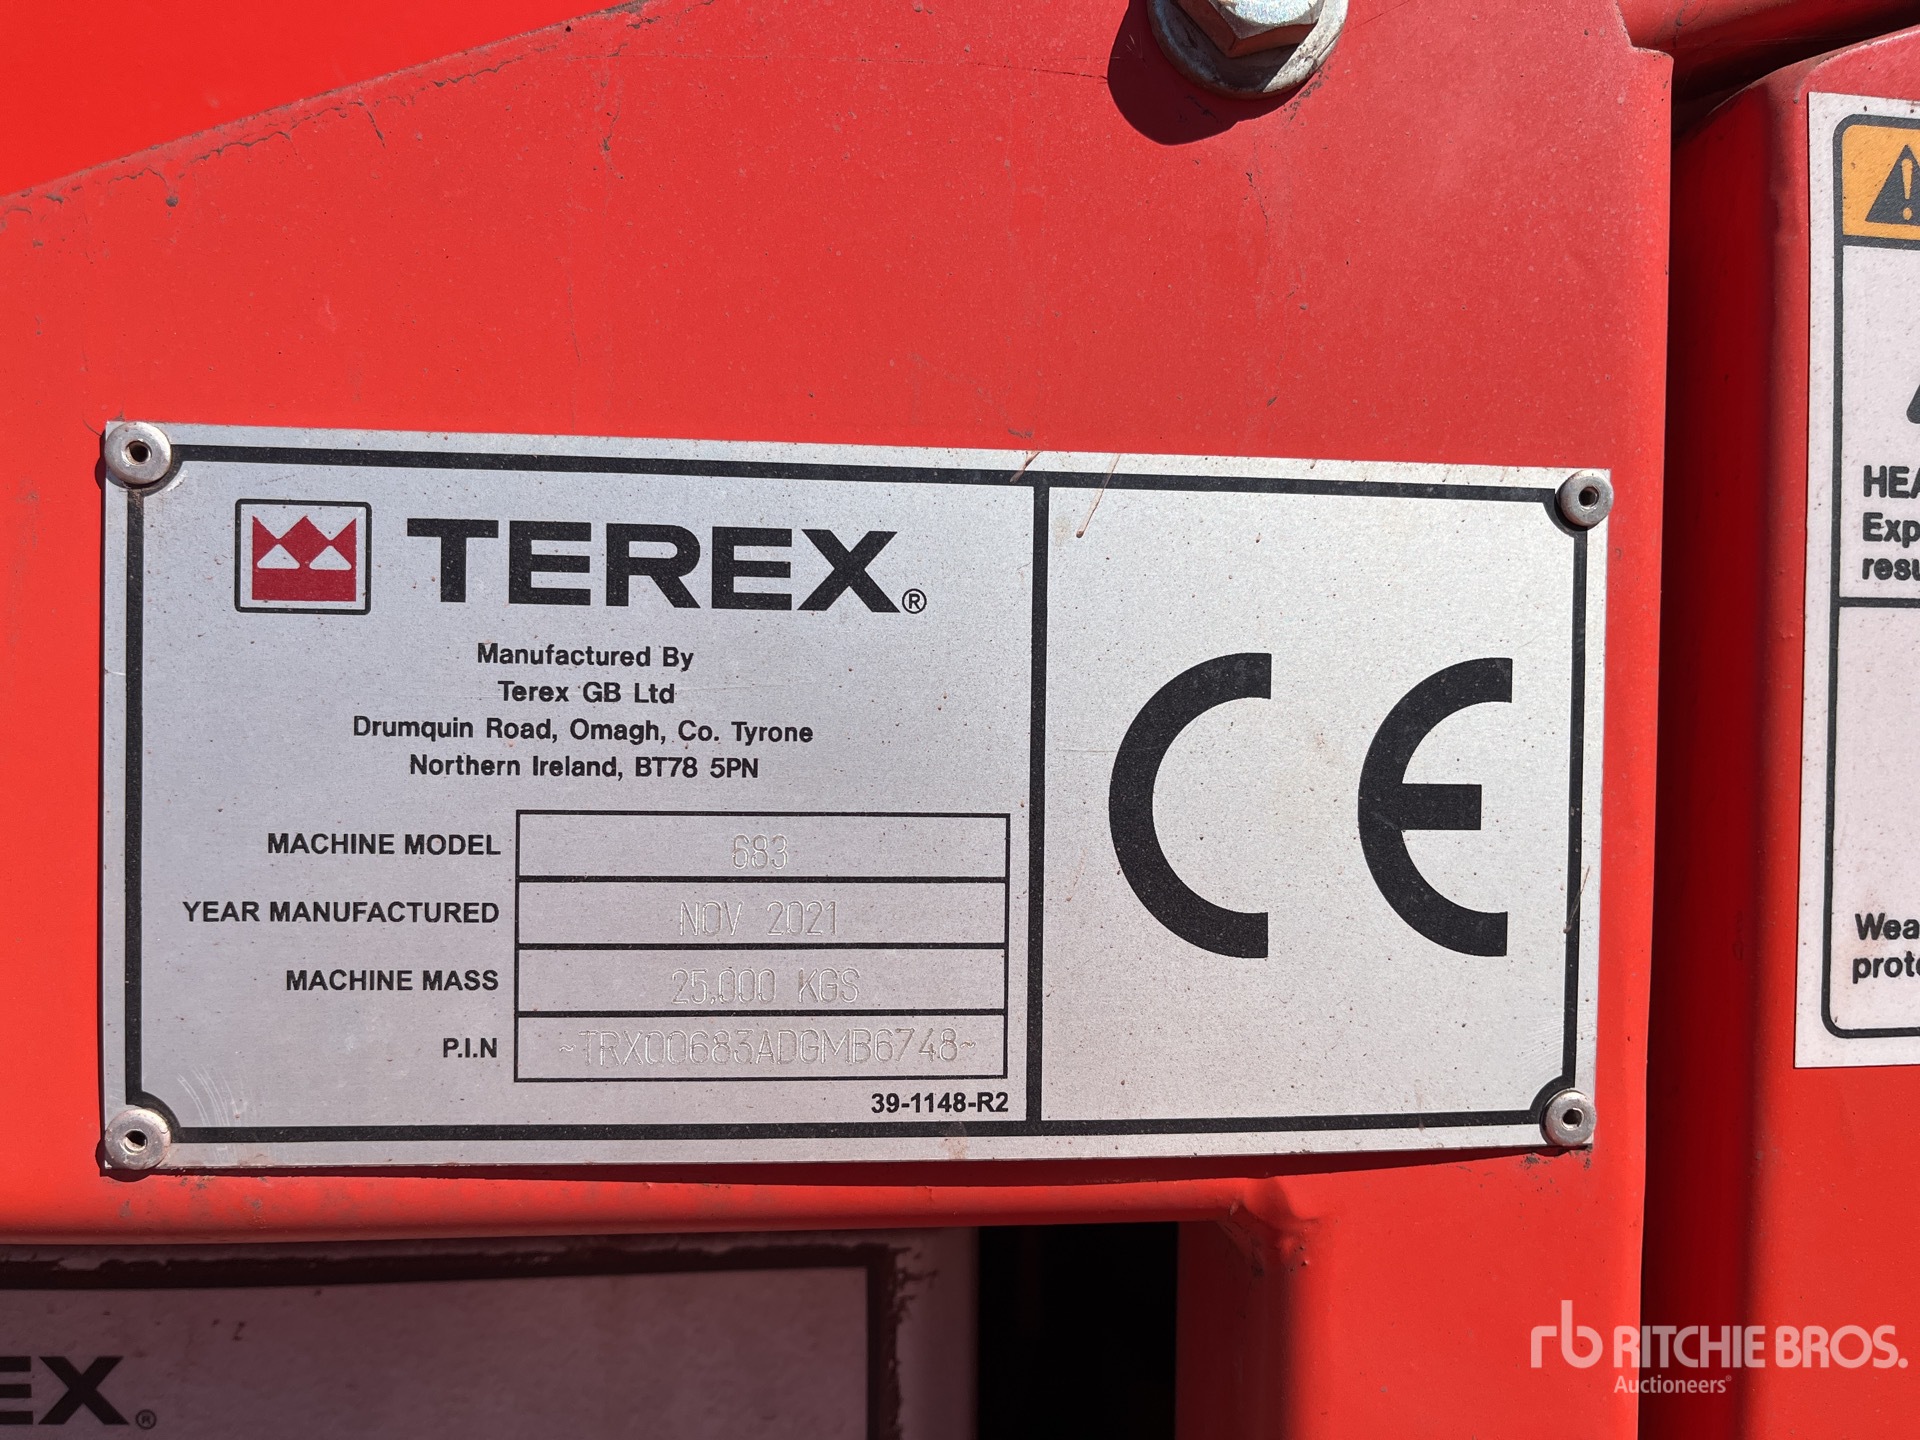 TEREX®
Manufactured By
Terex GB Ltd
Drumquin Road, Omagh, Co. Tyrone
Northern Ireland, BT78 5PN
MACHINE MODEL 683
YEAR MANUFACTURED NOV 2021
MACHINE MASS 25,000 KGS
P.I.N ~TRX00683ADGMB6748~
39-1148-R2
CE
HEA
Exp
resu
Wea
prote
EX®
rb RITCHIE BROS.
Auctioneers®